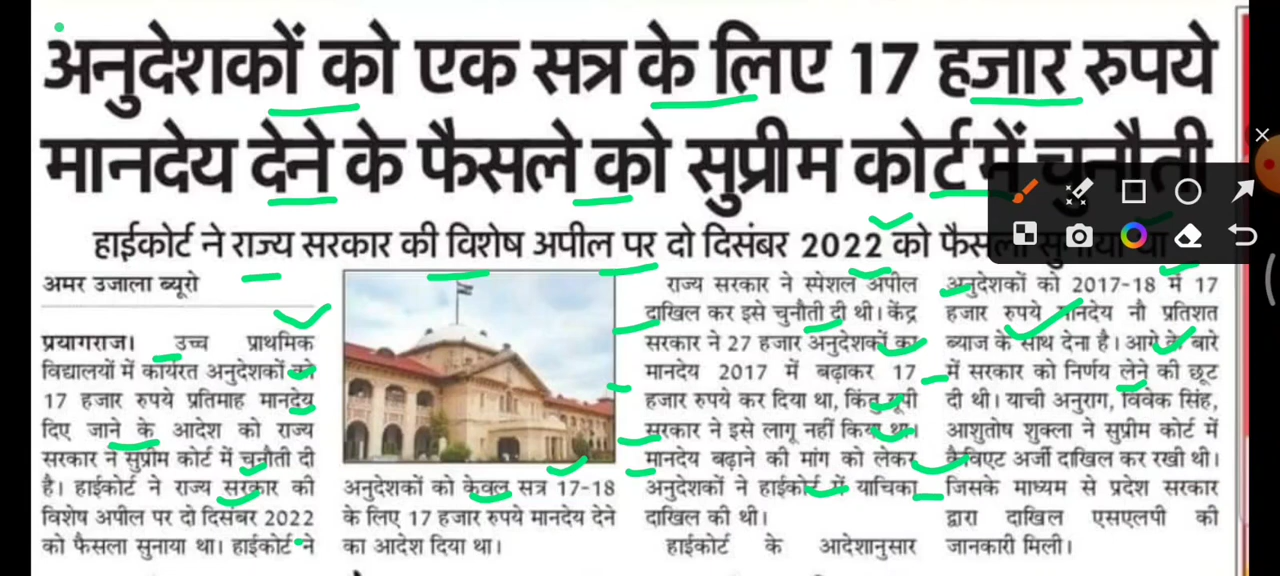 अनुदेशकों को एक सत्र के लिए 17 हजार रुपये
मानदेय देने के फैसले को सुप्रीम कोर्ट में चुनौती
हाईकोर्ट ने राज्य सरकार की विशेष अपील पर दो दिसंबर 2022 को फैसला सुनाया था
अमर उजाला ब्यूरो
प्रयागराज। उच्च प्राथमिक
विद्यालयों में कार्यरत अनुदेशकों को
17 हजार रुपये प्रतिमाह मानदेय
दिए जाने के आदेश को राज्य
सरकार ने सुप्रीम कोर्ट में चुनौती दी
है। हाईकोर्ट ने राज्य सरकार की
विशेष अपील पर दो दिसंबर 2022
को फैसला सुनाया था। हाईकोर्ट ने
अनुदेशकों को केवल सत्र 17-18
के लिए 17 हजार रुपये मानदेय देने
का आदेश दिया था।
राज्य सरकार ने स्पेशल अपील
दाखिल कर इसे चुनौती दी थी। केंद्र
सरकार ने 27 हजार अनुदेशकों का
मानदेय 2017 में बढ़ाकर 17
हजार रुपये कर दिया था, किंतु यूपी
सरकार ने इसे लागू नहीं किया था।
मानदेय बढ़ाने की मांग को लेकर
अनुदेशकों ने हाईकोर्ट में याचिका
दाखिल की थी।
हाईकोर्ट के आदेशानुसार
अनुदेशकों को 2017-18 में 17
हजार रुपये मानदेय नौ प्रतिशत
ब्याज के साथ देना है। आगे के बारे
में सरकार को निर्णय लेने की छूट
दी थी। याची अनुराग, विवेक सिंह,
आशुतोष शुक्ला ने सुप्रीम कोर्ट में
कैविएट अर्जी दाखिल कर रखी थी।
जिसके माध्यम से प्रदेश सरकार
द्वारा दाखिल एसएलपी की
जानकारी मिली।